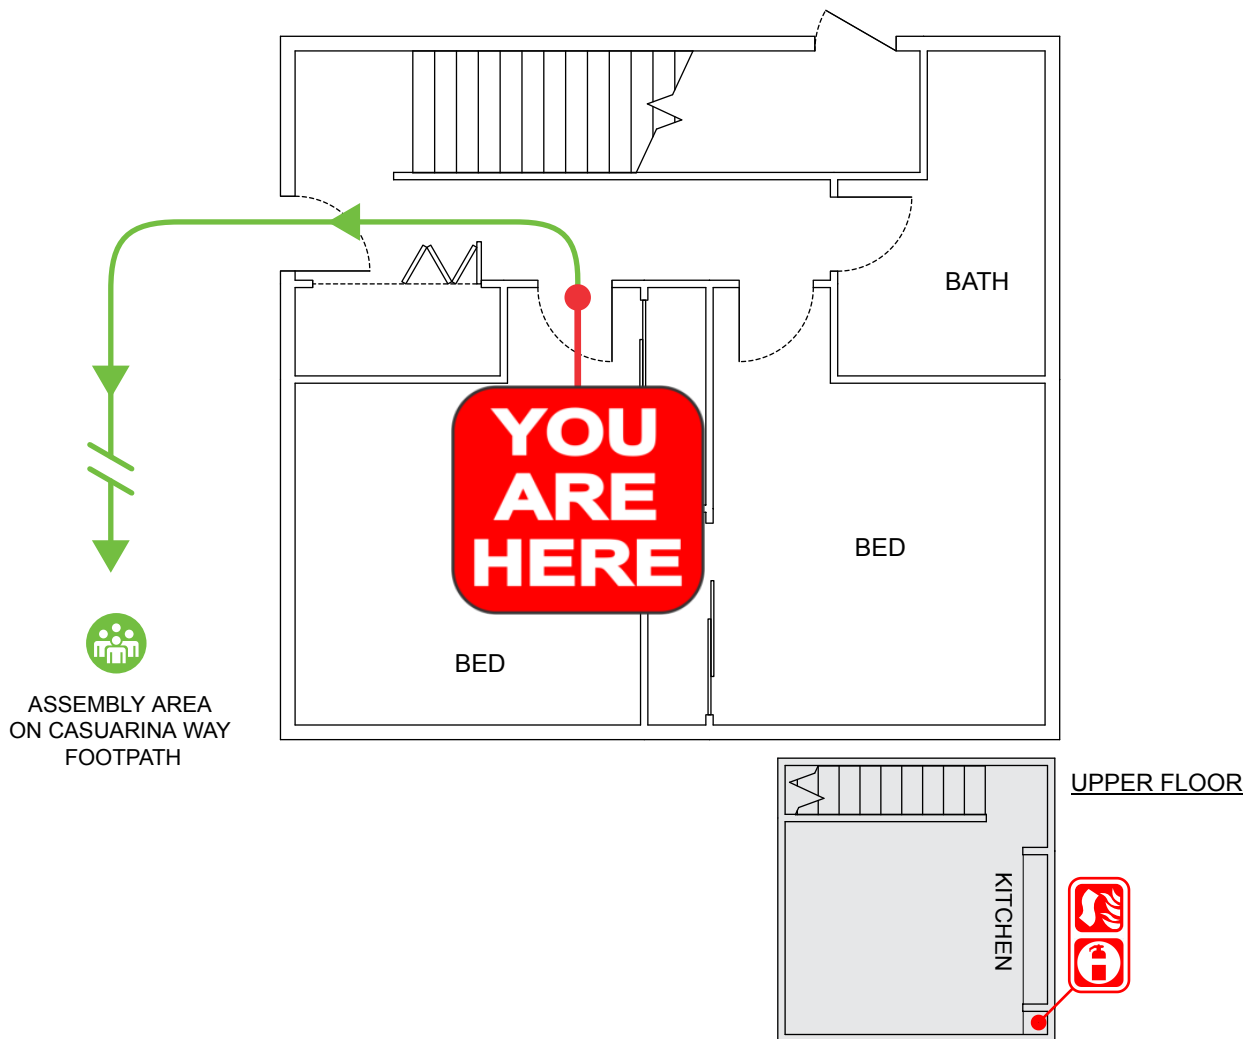 BATH
YOU
ARE
HERE
BED
BED
ASSEMBLY AREA
ON CASUARINA WAY
FOOTPATH
UPPER FLOOR
KITCHEN